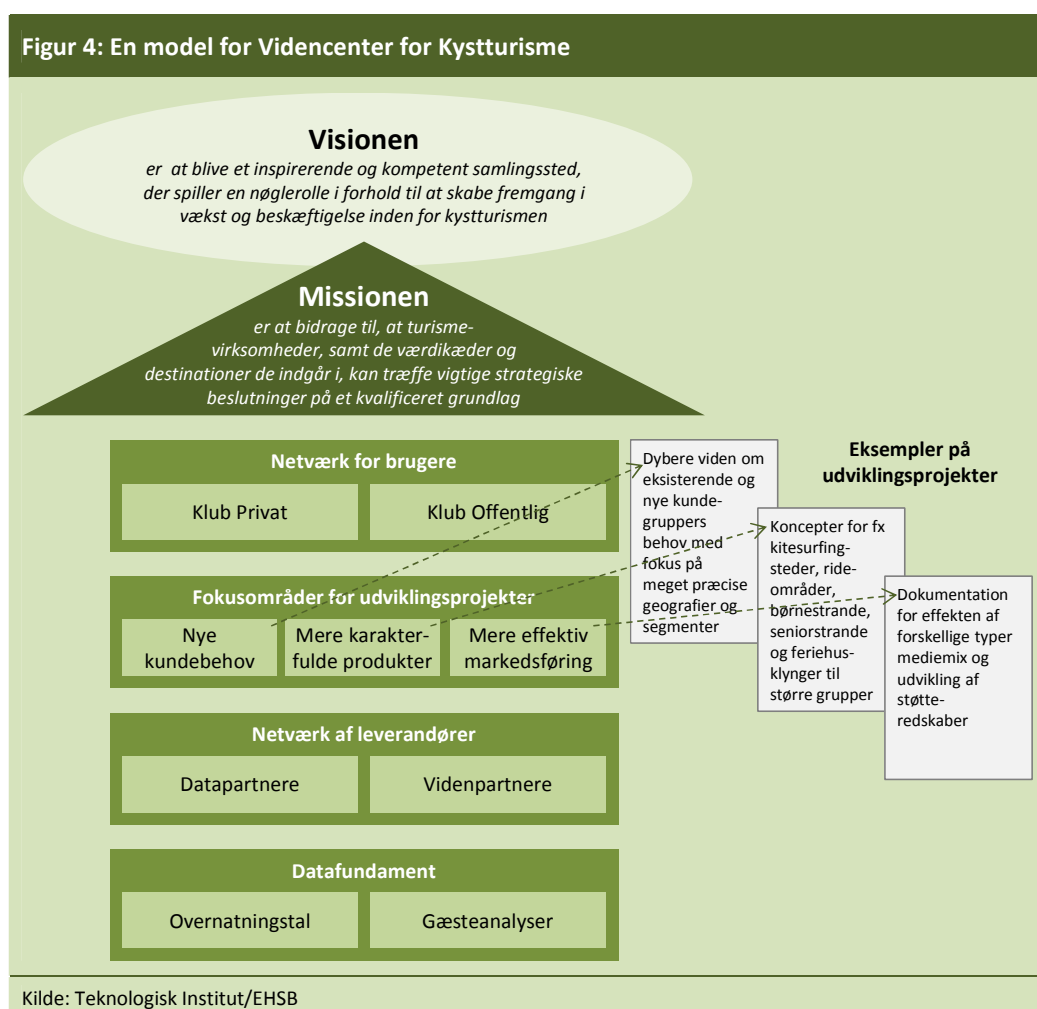 Figur 4: En model for Videncenter for Kystturisme
Visionen
er at blive et inspirerende og kompetent samlingssted,
der spiller en nøglerolle i forhold til at skabe fremgang i
vækst og beskæftigelse inden for kystturismen
Missionen
er at bidrage til, at turisme-
virksomheder, samt de værdikæder og
destinationer de indgår i, kan træffe vigtige strategiske
beslutninger på et kvalificeret grundlag
Netværk for brugere
Klub Privat
Klub Offentlig
Fokusområder for udviklingsprojekter
Nye
kundebehov
Mere karakter-
fulde produkter
Mere effektiv
markedsføring
Netværk af leverandører
Datapartnere
Videnpartnere
Datafundament
Overnatningstal
Gæsteanalyser
Eksempler på
udviklingsprojekter
Dybere viden om
eksisterende og
nye kunde-
gruppers
behov med
fokus på
meget præcise
geografier og
segmenter
Koncepter for fx
kitesurfing-
steder, ride-
områder,
børnestrande,
seniorstrande
og feriehus-
klynger til
større grupper
Dokumentation
for effekten af
forskellige typer
mediemix og
udvikling af
støtte-
redskaber
Kilde: Teknologisk Institut/EHSB